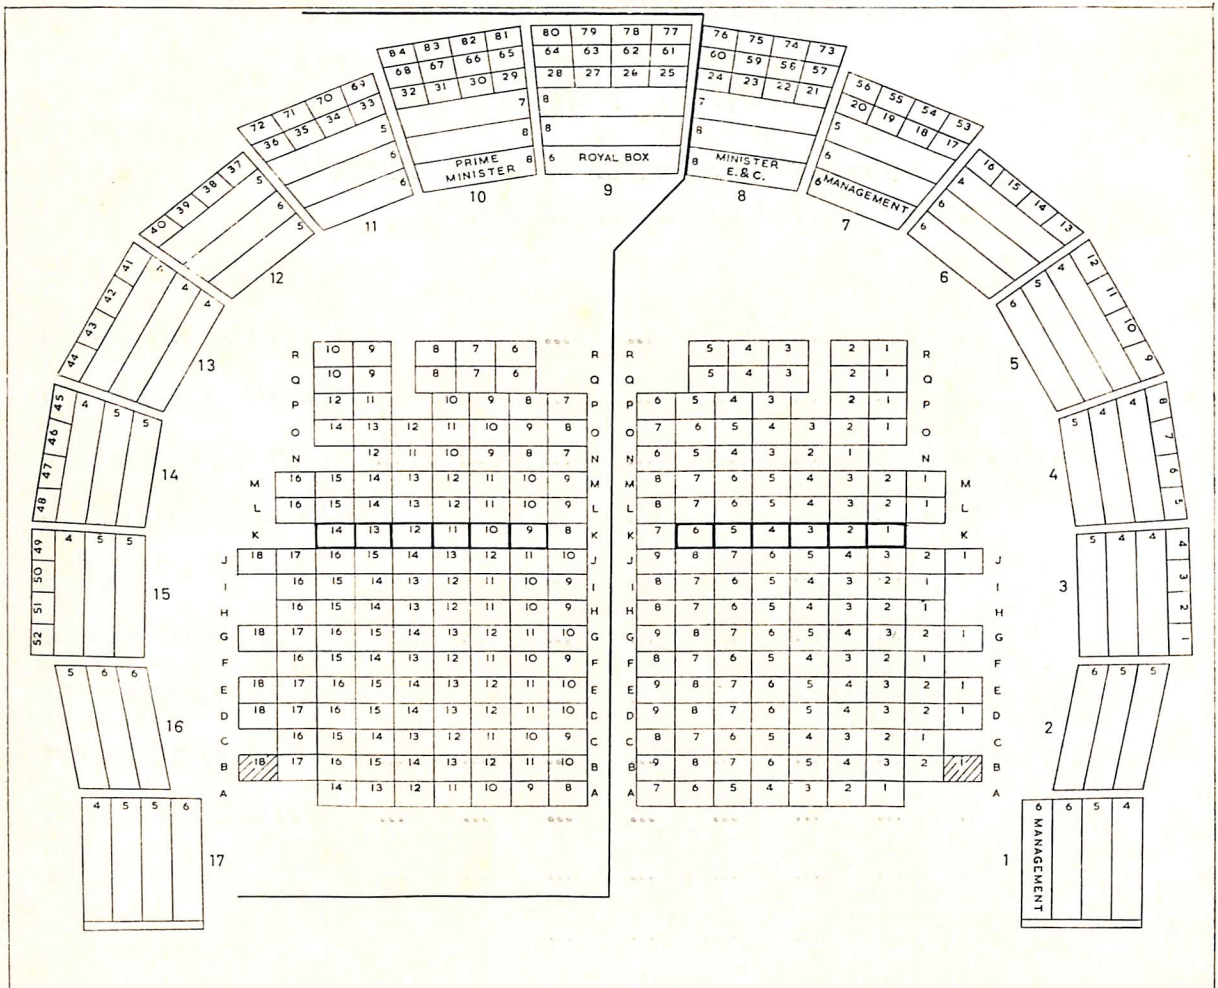 84 83 82 81
68 67 66 65
32 31 30 29
7
8
PRIME MINISTER 8
10
80 79 78 77
64 63 62 61
28 27 26 25
8
8
6 ROYAL BOX
9
76 75 74 73
60 59 58 57
24 23 22 21
7
8
8 MINISTER E.& C.
8
72 71 70 69
36 35 34 33
5
6
6
11
56 55 54 53
20 19 18 17
5
6
6 MANAGEMENT
7
40 39 38 37
5
6
5
12
16 15 14 13
4
6
6
6
44 43 42 41
4 4
13
6 5 4
12 11 10 9
5
45 46 47 48
4 5 5
14
5 4 4
8 7 6 5
4
49 50 51 52
4 5 5
15
5 4 4
4 3 2 1
3
5 6 6
16
6 5 5
2
4 5 5 6
17
6 MANAGEMENT 6 5 4
1
R 10 9 8 7 6 R R 5 4 3 2 1 R
Q 10 9 8 7 6 Q Q 5 4 3 2 1 Q
P 12 11 10 9 8 7 P P 6 5 4 3 2 1 P
O 14 13 12 11 10 9 8 O O 7 6 5 4 3 2 1 O
N 12 11 10 9 8 7 N N 6 5 4 3 2 1 N
M 16 15 14 13 12 11 10 9 M M 8 7 6 5 4 3 2 1 M
L 16 15 14 13 12 11 10 9 L L 8 7 6 5 4 3 2 1 L
K 14 13 12 11 10 9 8 K K 7 6 5 4 3 2 1 K
J 18 17 16 15 14 13 12 11 10 J J 9 8 7 6 5 4 3 2 1 J
I 16 15 14 13 12 11 10 9 I I 8 7 6 5 4 3 2 1 I
H 16 15 14 13 12 11 10 9 H H 8 7 6 5 4 3 2 1 H
G 18 17 16 15 14 13 12 11 10 G G 9 8 7 6 5 4 3 2 1 G
F 16 15 14 13 12 11 10 9 F F 8 7 6 5 4 3 2 1 F
E 18 17 16 15 14 13 12 11 10 E E 9 8 7 6 5 4 3 2 1 E
D 18 17 16 15 14 13 12 11 10 D D 9 8 7 6 5 4 3 2 1 D
C 16 15 14 13 12 11 10 9 C C 8 7 6 5 4 3 2 1 C
B 18 17 16 15 14 13 12 11 10 B B 9 8 7 6 5 4 3 2 1 B
A 14 13 12 11 10 9 8 A A 7 6 5 4 3 2 1 A